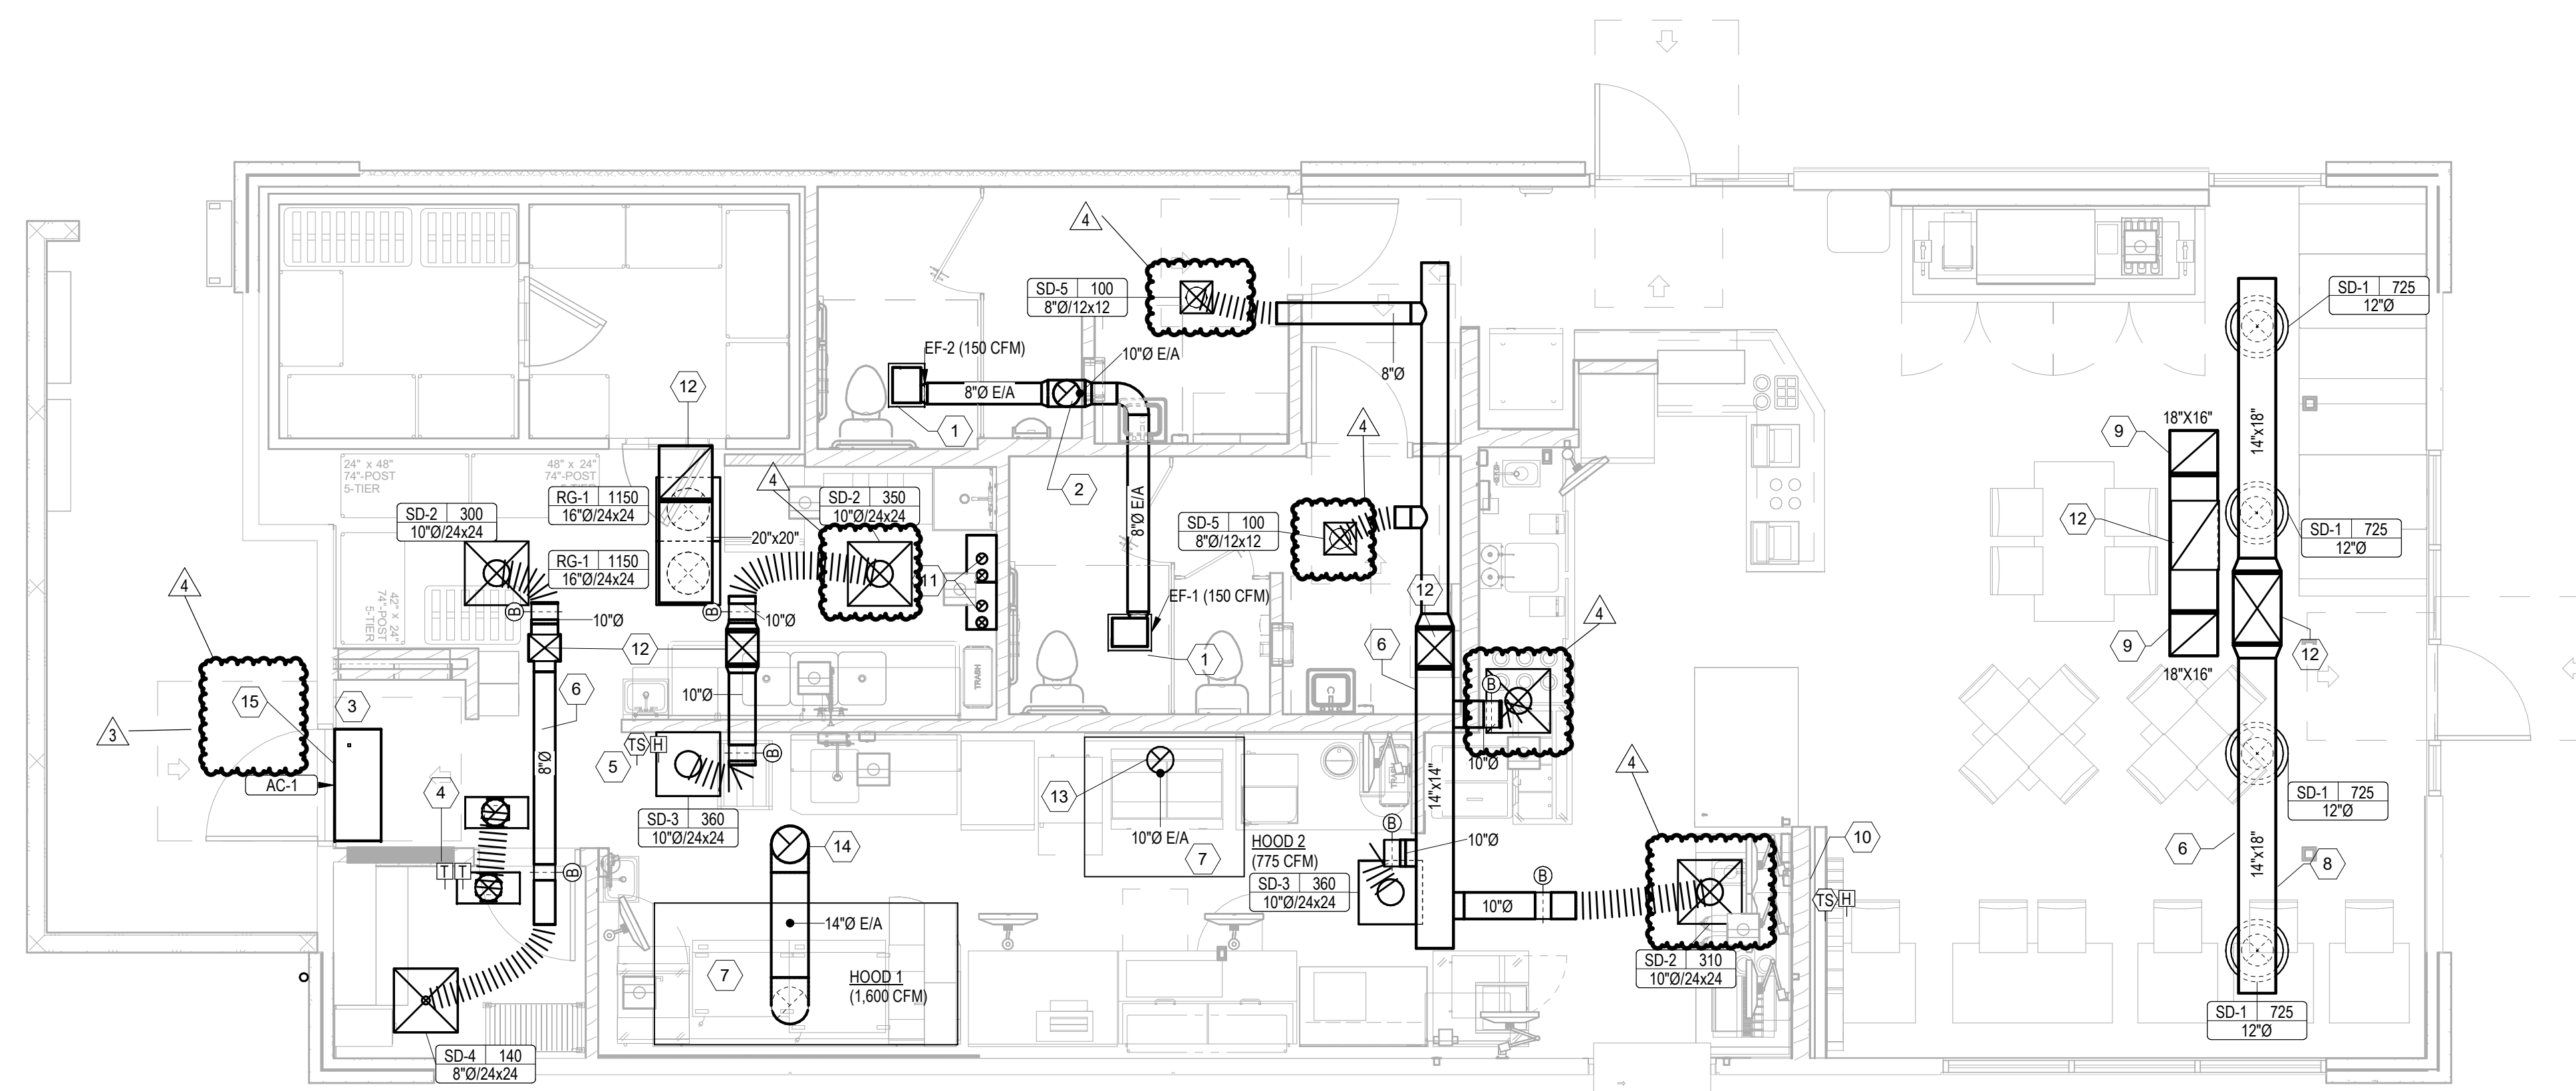 4
SD-5 100
8"Ø/12x12
SD-1 725
12"Ø
EF-2 (150 CFM)
10"Ø E/A
8"Ø E/A
8"Ø
12
1
2
4
18"X16"
9
14"x18"
24" x 48"
74"-POST
5-TIER
48" x 24"
74"-POST
5-TIER
RG-1 1150
16"Ø/24x24
4
SD-2 350
10"Ø/24x24
SD-2 300
10"Ø/24x24
8"Ø E/A
SD-5 100
8"Ø/12x12
12
SD-1 725
12"Ø
20"x20"
RG-1 1150
16"Ø/24x24
11
4
42" x 24"
74"-POST
5-TIER
B
10"Ø
B
10"Ø
EF-1 (150 CFM)
12
4
12
6
9
12
1
TRASH
18"X16"
15
3
6
10"Ø
B
3
TS H
5
B
8"Ø
10"Ø
AC-1
4
13
14"x14"
TRASH
4
SD-1 725
12"Ø
SD-3 360
10"Ø/24x24
14
10"Ø E/A
7
HOOD 2
(775 CFM)
B
10"Ø
10
6
14"x18"
8
T T
B
SD-3 360
10"Ø/24x24
10"Ø
B
TS H
14"Ø E/A
7
HOOD 1
(1,600 CFM)
SD-2 310
10"Ø/24x24
SD-1 725
12"Ø
SD-4 140
8"Ø/24x24